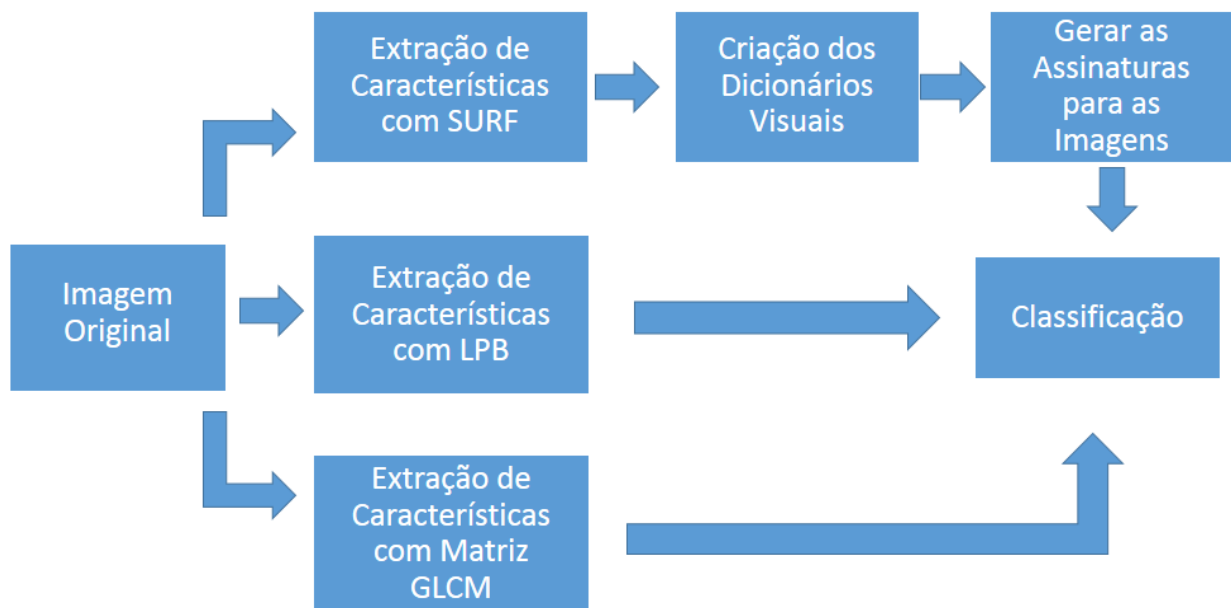 Extração de
Características
com SURF
Criação dos
Dicionários
Visuais
Gerar as
Assinaturas
para as
Imagens
Imagem
Original
Extração de
Características
com LPB
Classificação
Extração de
Características
com Matriz
GLCM